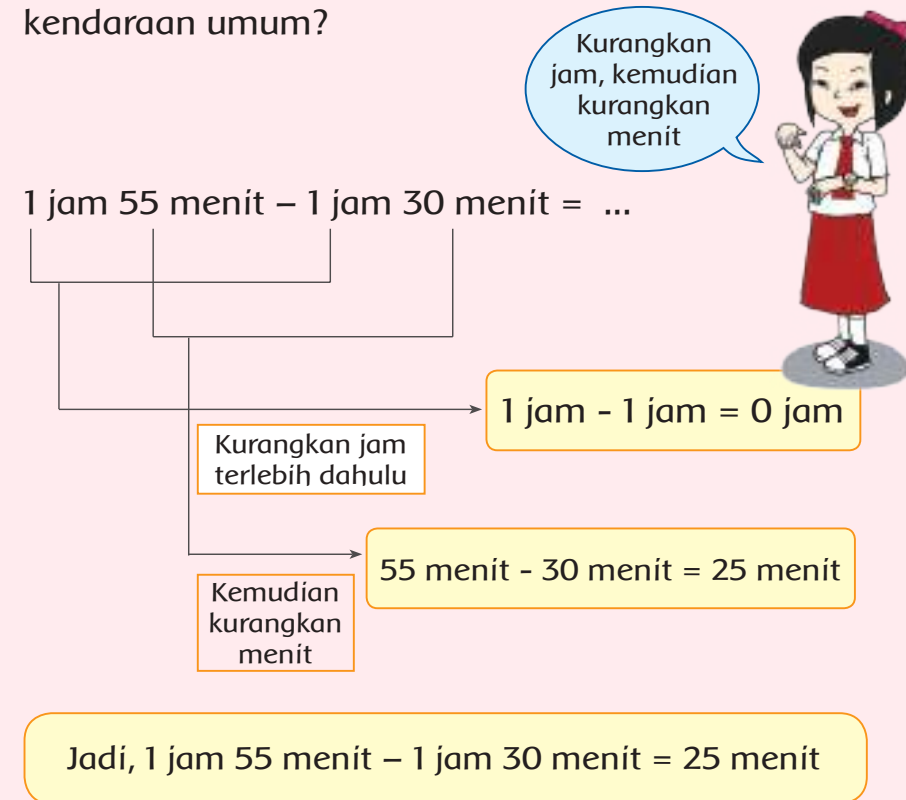 kendaraan umum?
Kurangkan
jam, kemudian
kurangkan
menit
1 jam 55 menit – 1 jam 30 menit = ...
1 jam - 1 jam = 0 jam
Kurangkan jam
terlebih dahulu
55 menit - 30 menit = 25 menit
Kemudian
kurangkan
menit
Jadi, 1 jam 55 menit – 1 jam 30 menit = 25 menit